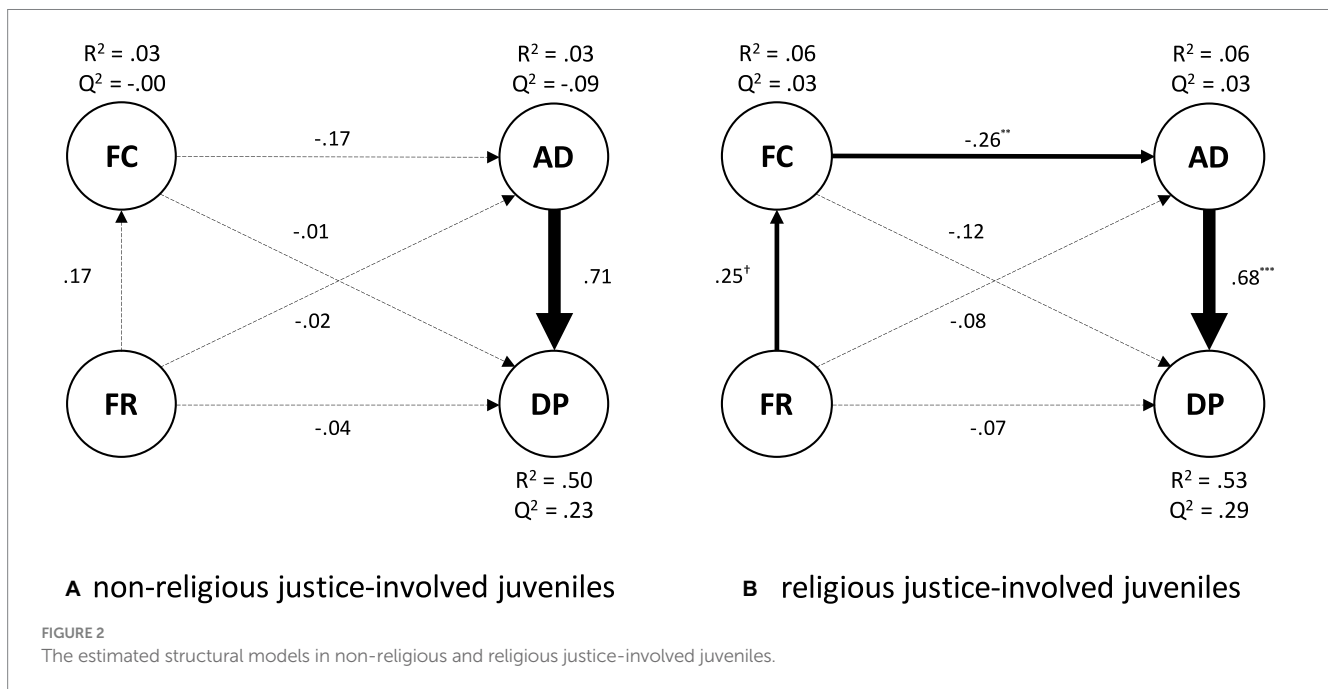 R² = .03
Q² = -.00
FC
R² = .03
Q² = -.09
AD
-.17
-.01
.17
-.02
.71
FR
-.04
DP
R² = .50
Q² = .23
A non-religious justice-involved juveniles
R² = .06
Q² = .03
FC
R² = .06
Q² = .03
AD
-.26**
-.12
.25†
-.08
.68***
FR
-.07
DP
R² = .53
Q² = .29
B religious justice-involved juveniles
FIGURE 2
The estimated structural models in non-religious and religious justice-involved juveniles.